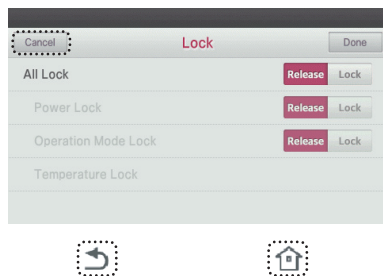 Cancel Lock Done
All Lock Release Lock
Power Lock Release Lock
Operation Mode Lock Release Lock
Temperature Lock